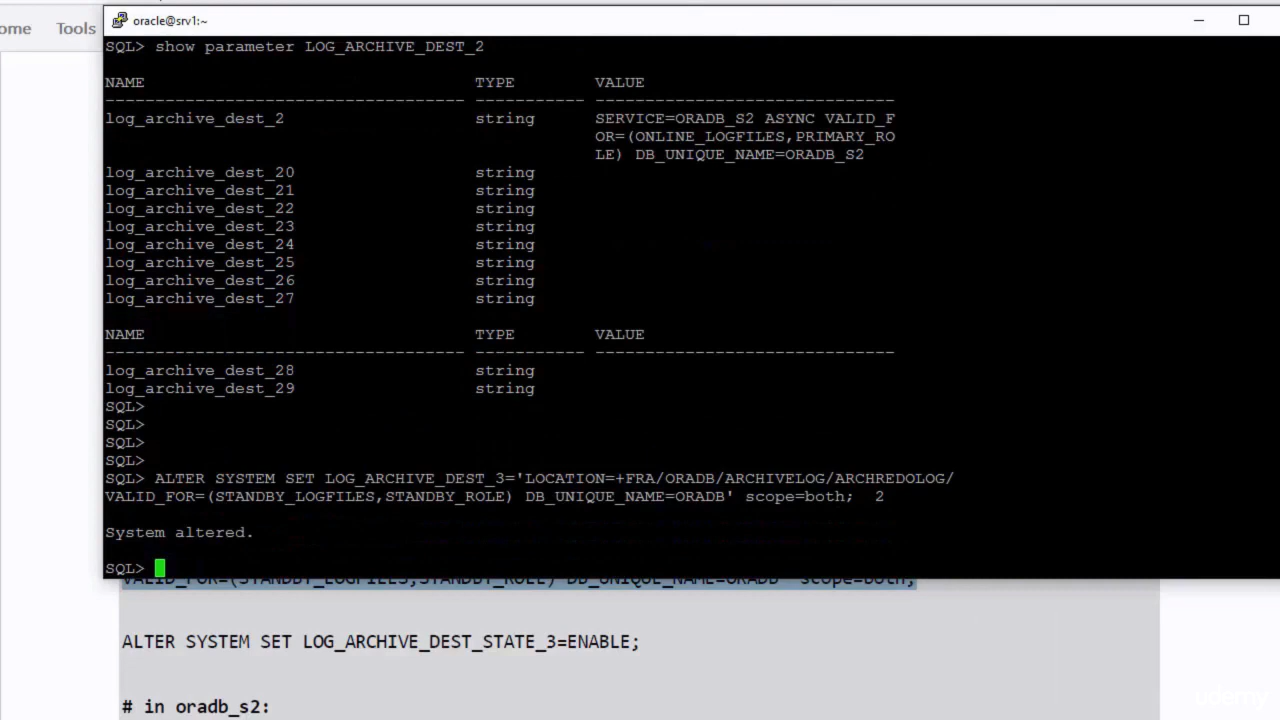 oracle@srv1:~
ome Tools
SQL> show parameter LOG_ARCHIVE_DEST_2
NAME TYPE VALUE
------------------------------------ ----------- ------------------------------
log_archive_dest_2 string SERVICE=ORADB_S2 ASYNC VALID_F
OR=(ONLINE_LOGFILES,PRIMARY_RO
LE) DB_UNIQUE_NAME=ORADB_S2
log_archive_dest_20 string
log_archive_dest_21 string
log_archive_dest_22 string
log_archive_dest_23 string
log_archive_dest_24 string
log_archive_dest_25 string
log_archive_dest_26 string
log_archive_dest_27 string
NAME TYPE VALUE
------------------------------------ ----------- ------------------------------
log_archive_dest_28 string
log_archive_dest_29 string
SQL>
SQL>
SQL>
SQL>
SQL> ALTER SYSTEM SET LOG_ARCHIVE_DEST_3='LOCATION=+FRA/ORADB/ARCHIVELOG/ARCHREDOLOG/
VALID_FOR=(STANDBY_LOGFILES,STANDBY_ROLE) DB_UNIQUE_NAME=ORADB' scope=both; 2
System altered.
SQL>
VALID_FOR=(STANDBY_LOGFILES,STANDBY_ROLE) DB_UNIQUE_NAME=ORADB' scope=both;
ALTER SYSTEM SET LOG_ARCHIVE_DEST_STATE_3=ENABLE;
# in oradb_s2:
udemy